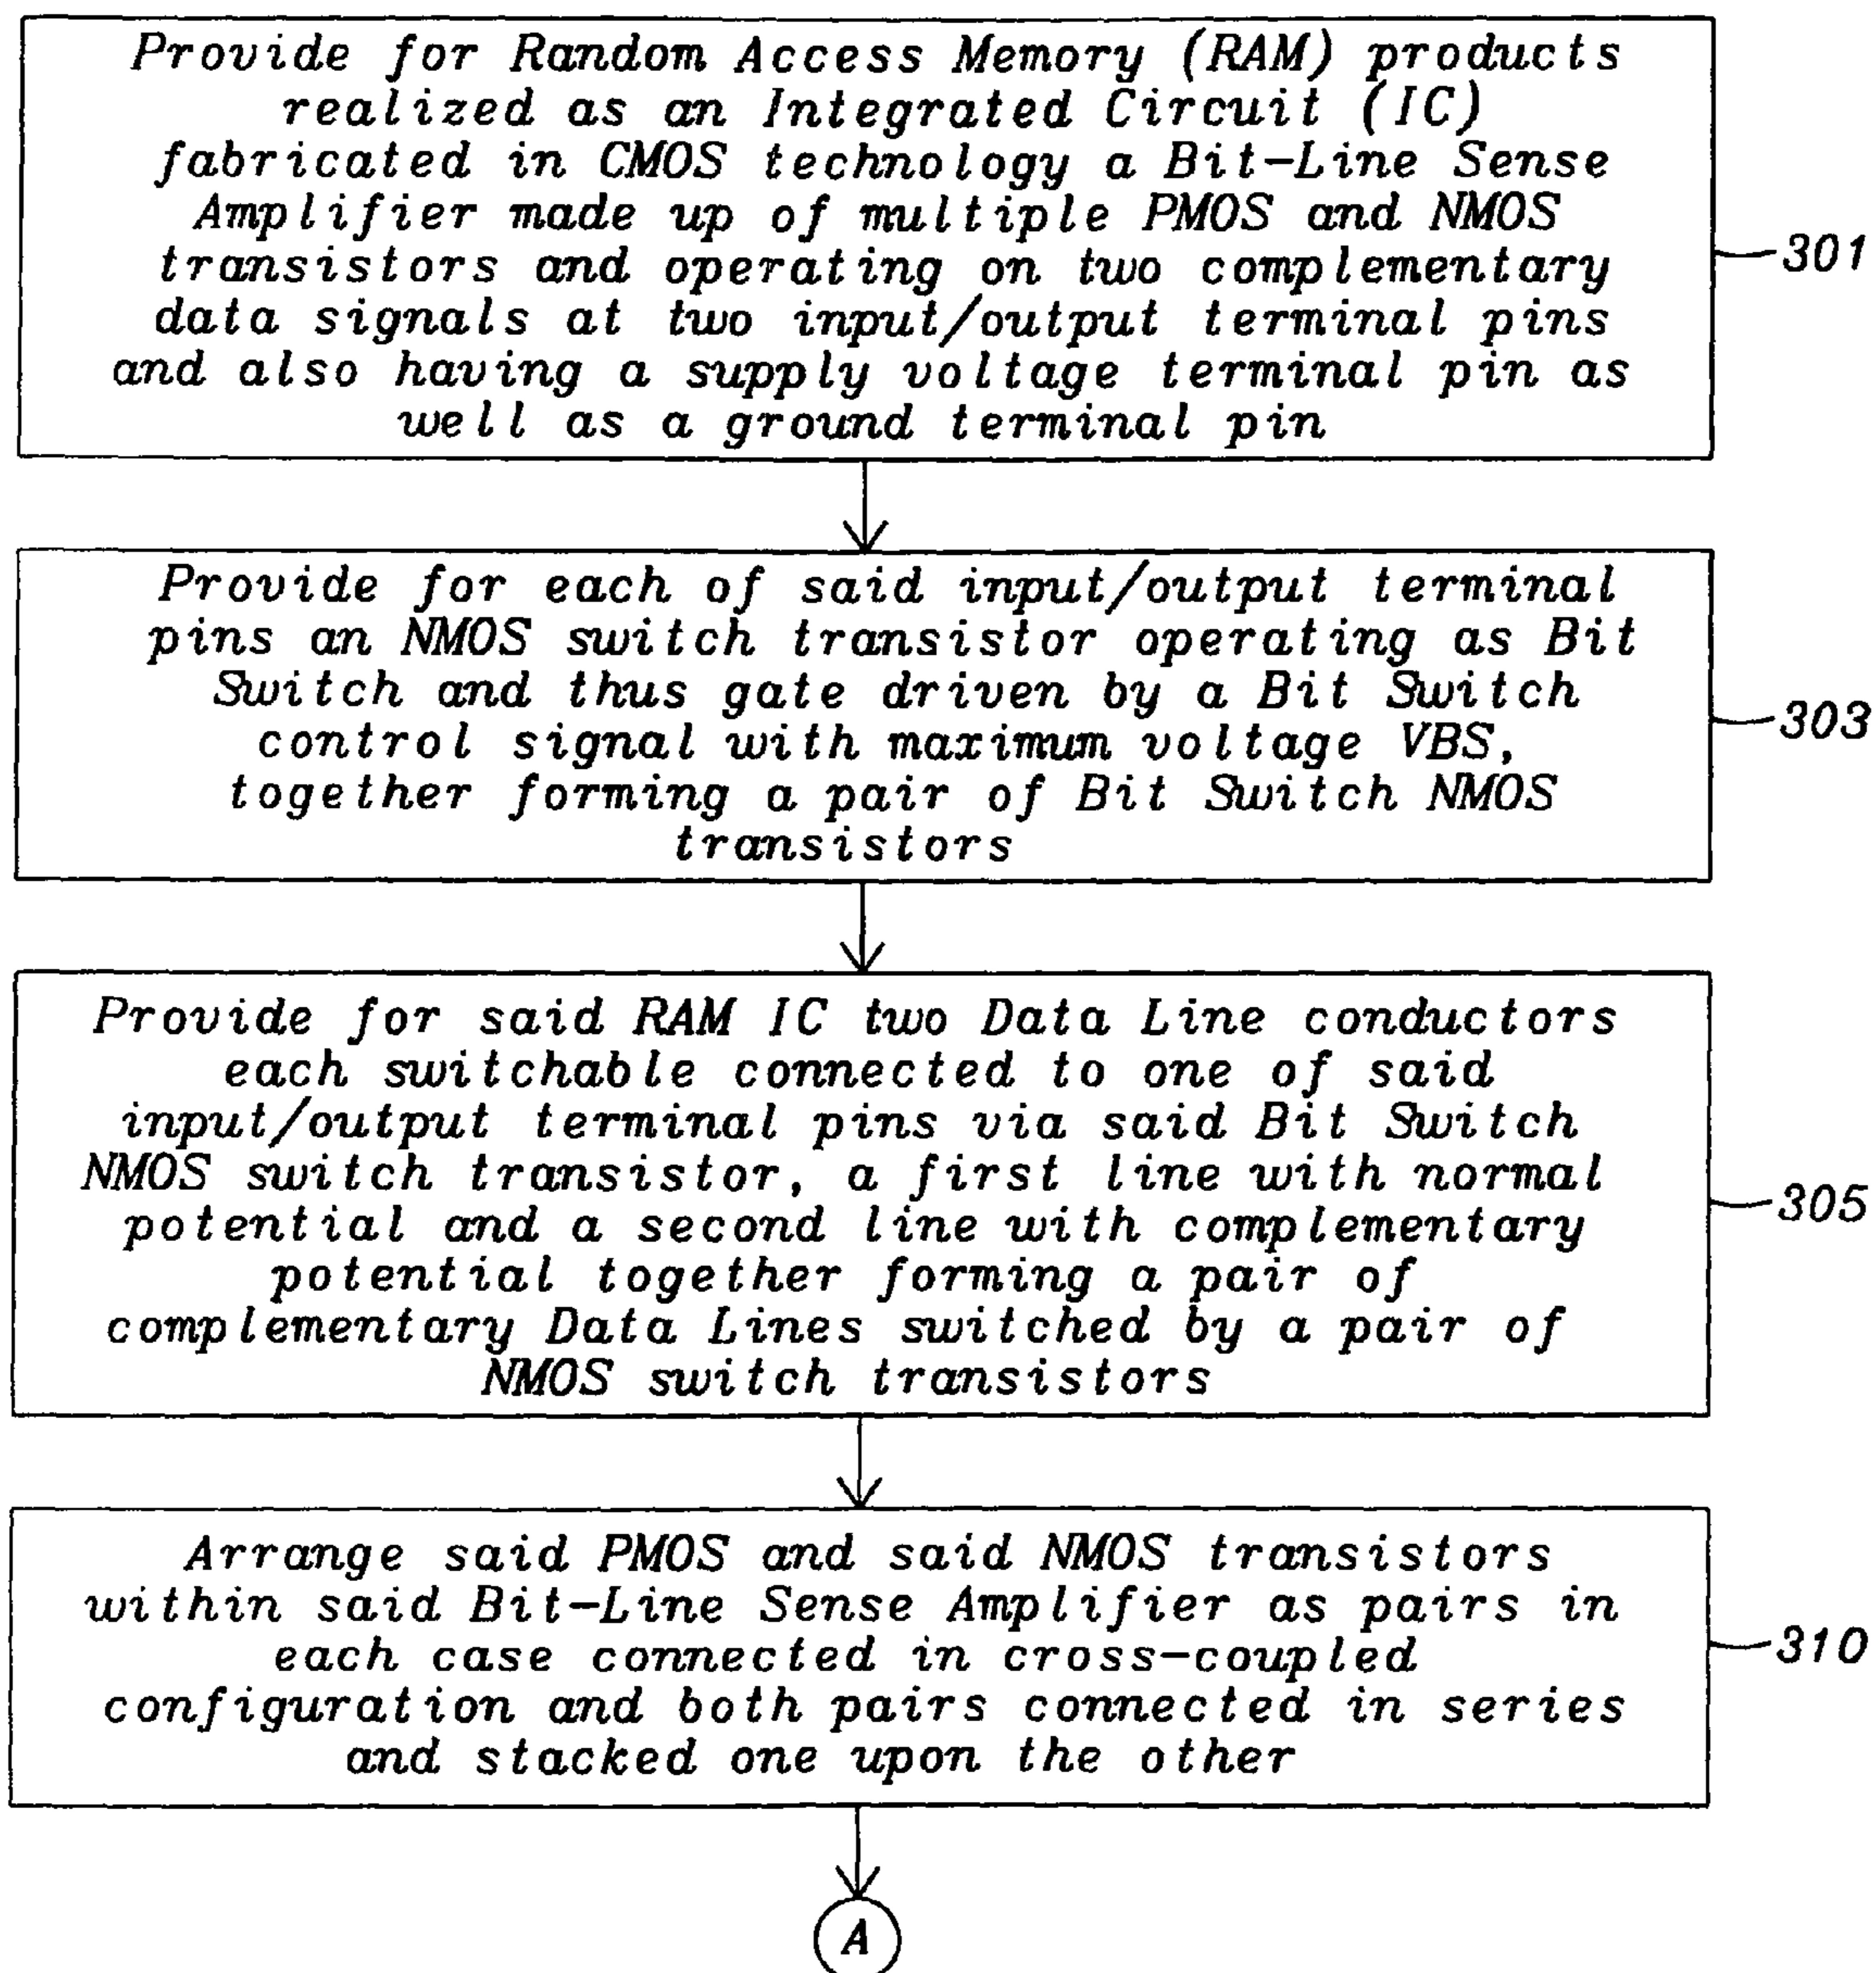 Provide for Random Access Memory (RAM) products
realized as an Integrated Circuit (IC)
fabricated in CMOS technology a Bit-Line Sense
Amplifier made up of multiple PMOS and NMOS
transistors and operating on two complementary
data signals at two input/output terminal pins
and also having a supply voltage terminal pin as
well as a ground terminal pin
301
Provide for each of said input/output terminal
pins an NMOS switch transistor operating as Bit
Switch and thus gate driven by a Bit Switch
control signal with maximum voltage VBS,
together forming a pair of Bit Switch NMOS
transistors
303
Provide for said RAM IC two Data Line conductors
each switchable connected to one of said
input/output terminal pins via said Bit Switch
NMOS switch transistor, a first line with normal
potential and a second line with complementary
potential together forming a pair of
complementary Data Lines switched by a pair of
NMOS switch transistors
305
Arrange said PMOS and said NMOS transistors
within said Bit-Line Sense Amplifier as pairs in
each case connected in cross-coupled
configuration and both pairs connected in series
and stacked one upon the other
310
A